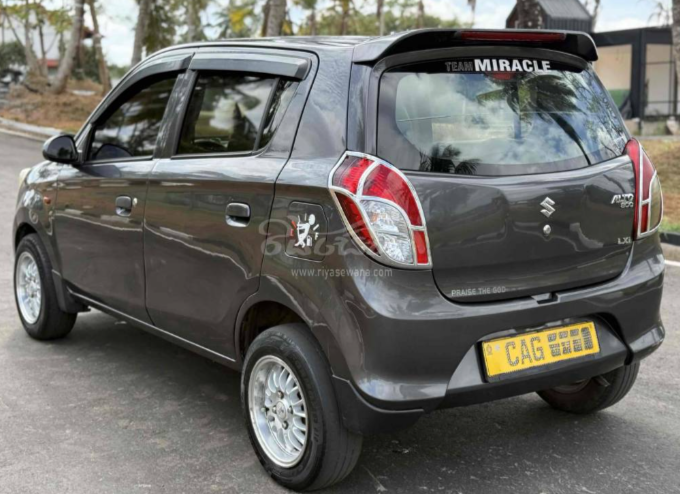 TEAM MIRACLE
ALTO
800
LXI
PRAISE THE GOD
www.riyasewana.com
CAG